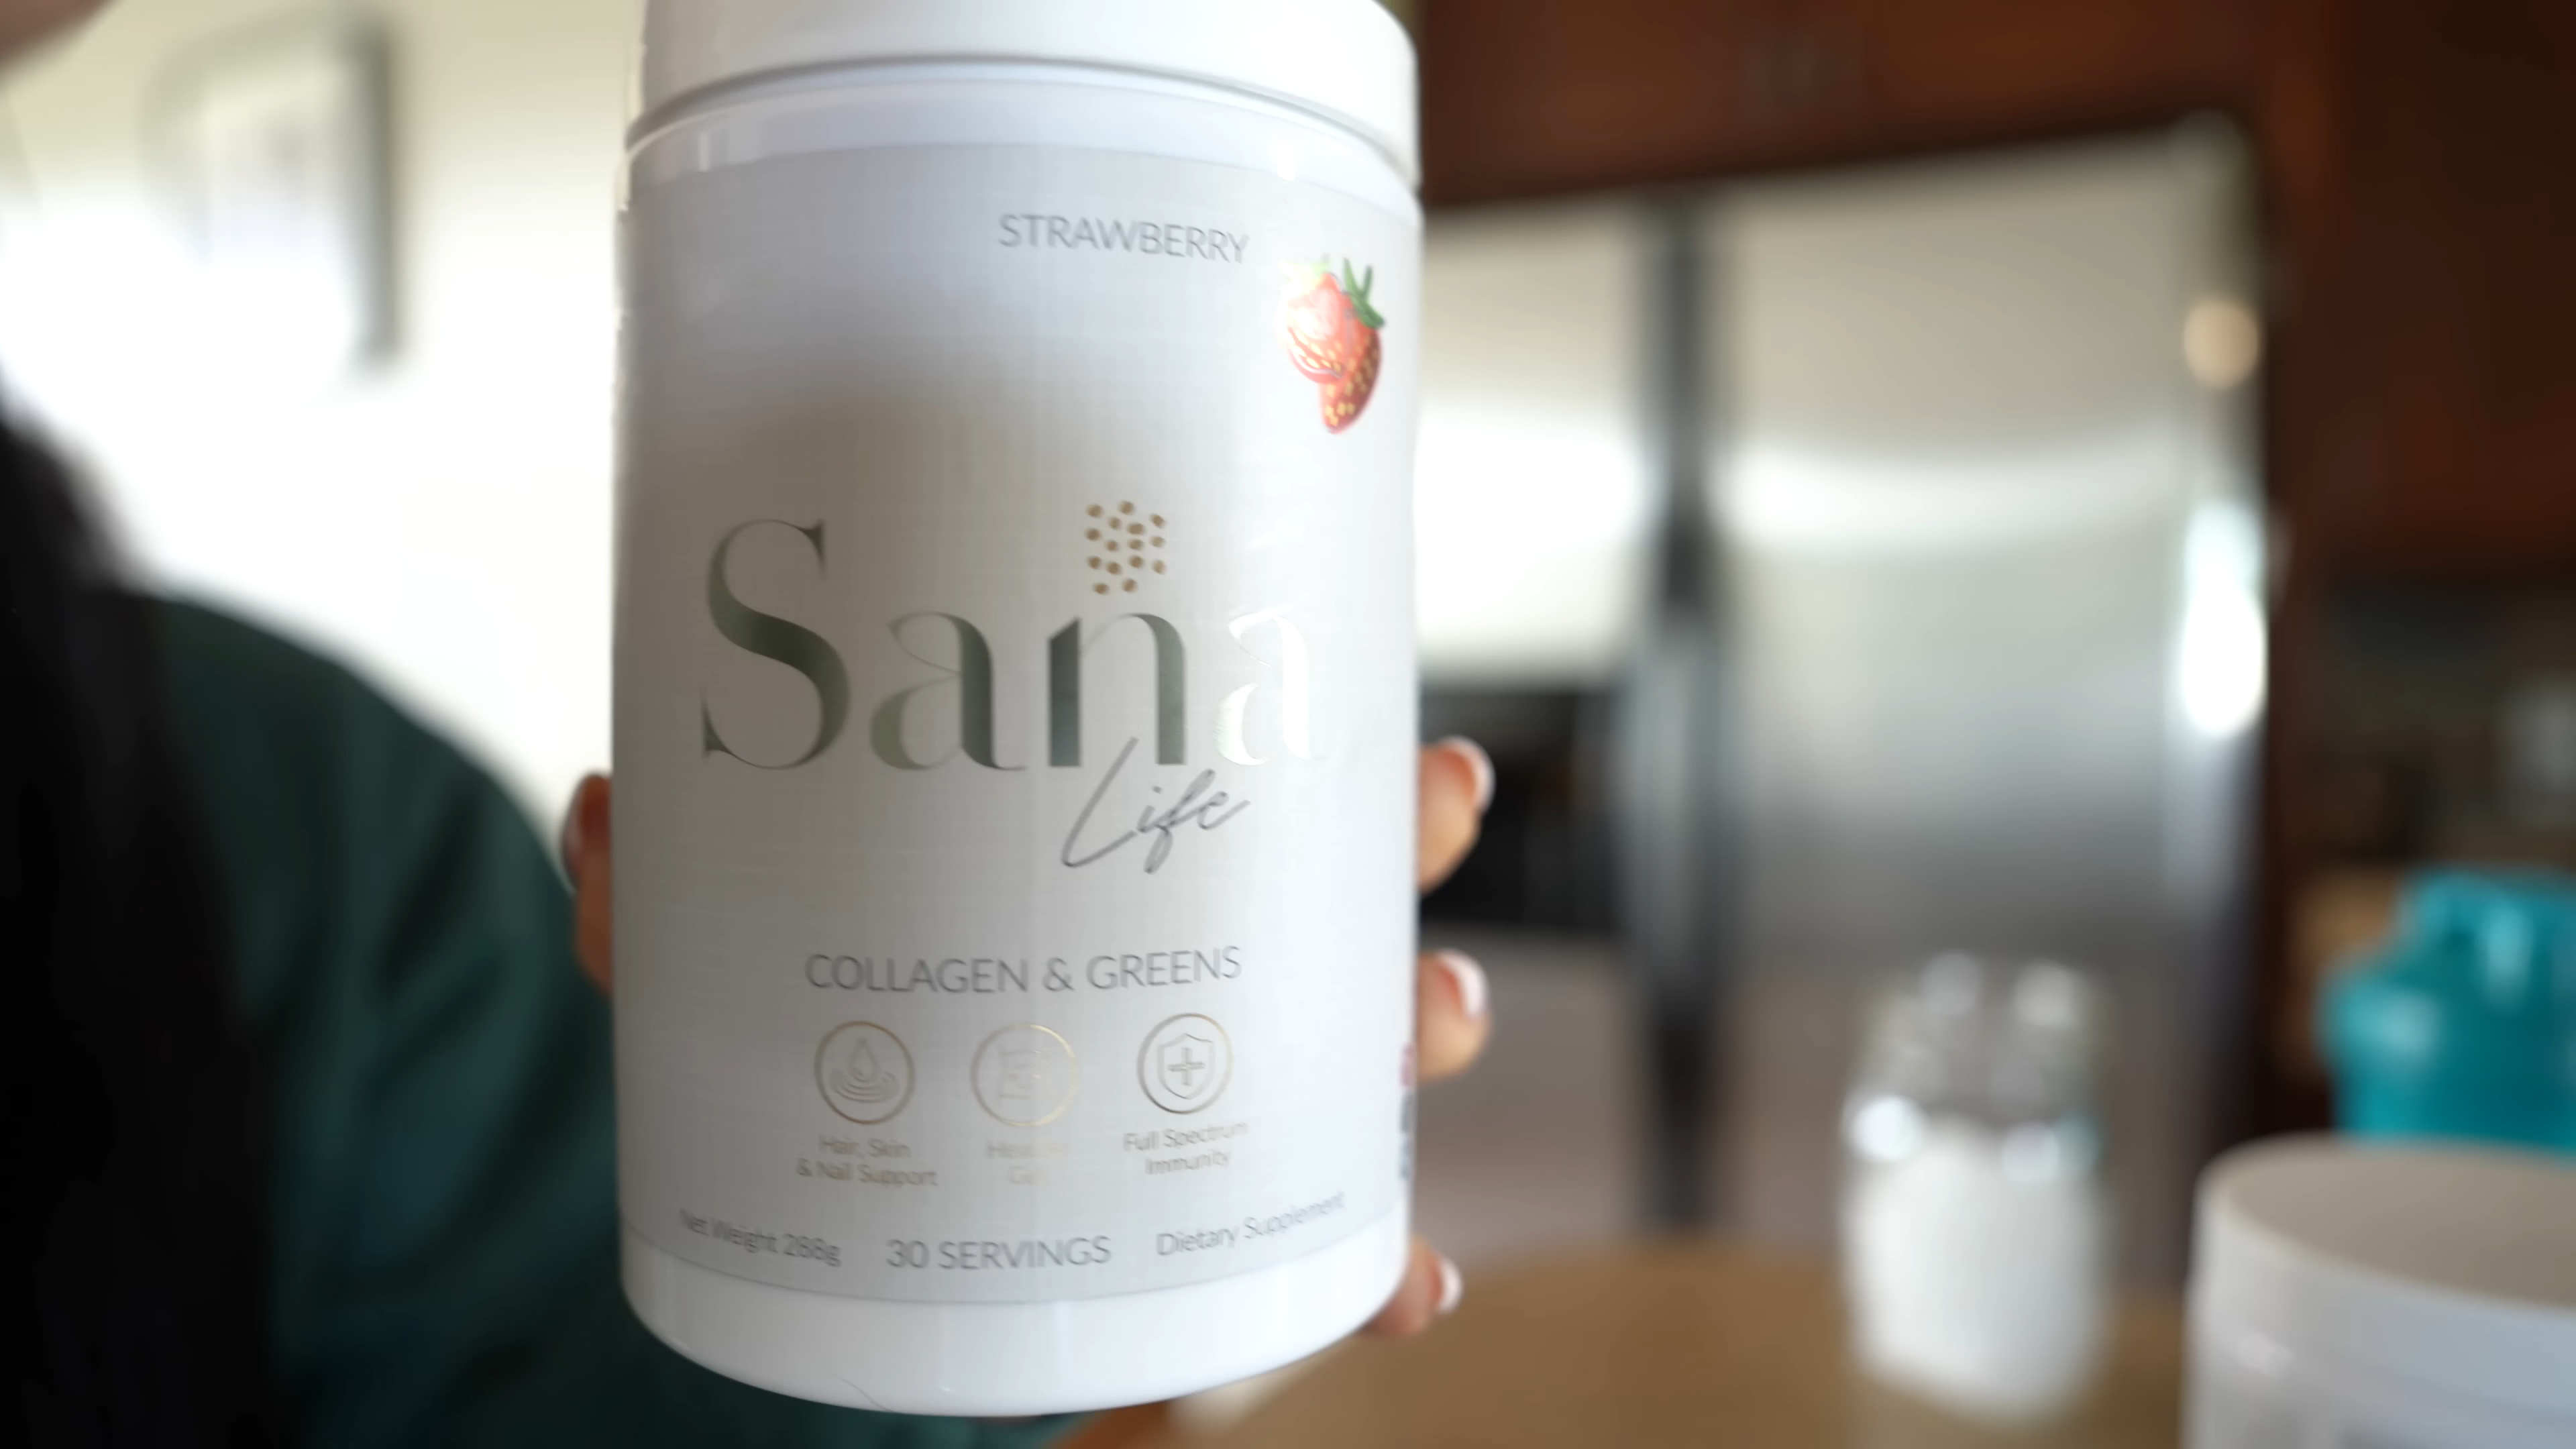 STRAWBERRY
Sana
Life
COLLAGEN & GREENS
Hair, Skin
& Nail Support
Full Spectrum
Immunity
Net Weight 288g
30 SERVINGS
Dietary Supplement